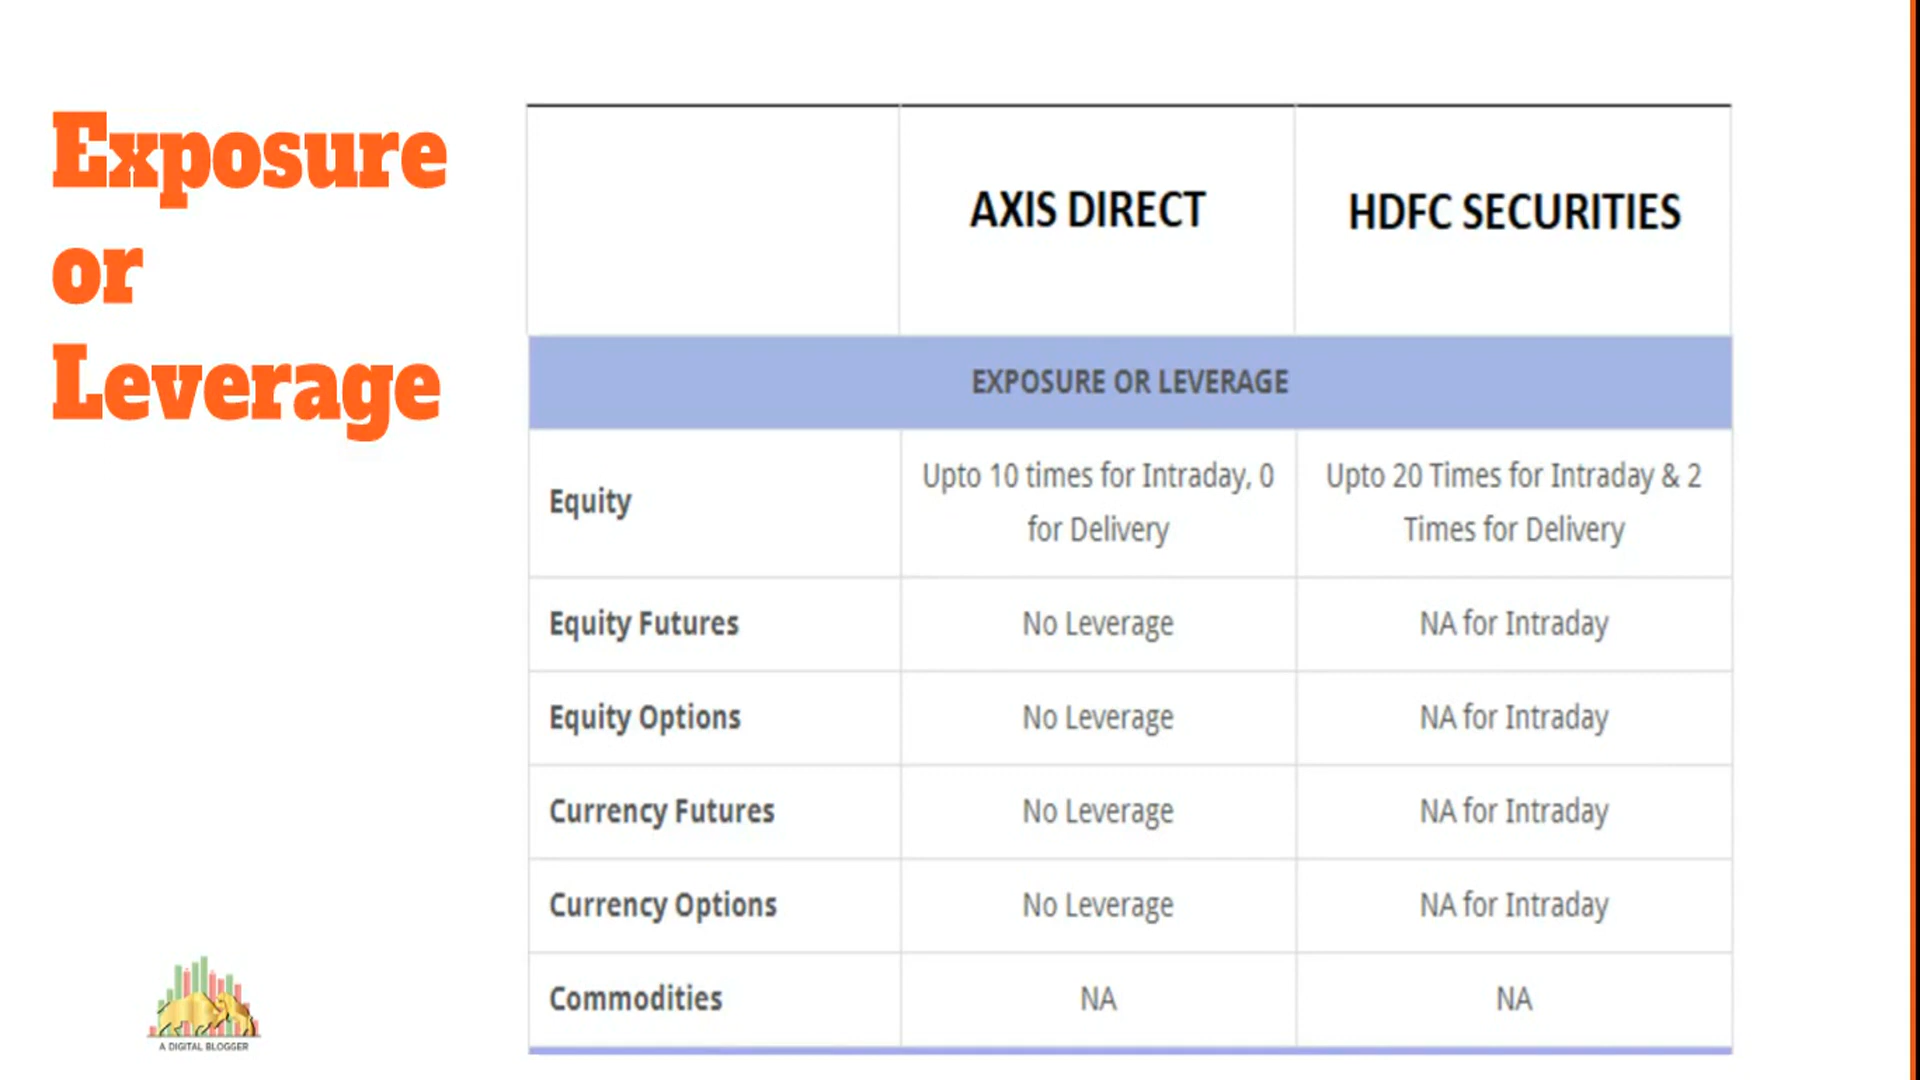 Exposure
or
Leverage
AXIS DIRECT
HDFC SECURITIES
EXPOSURE OR LEVERAGE
Equity
Upto 10 times for Intraday, 0
for Delivery
Upto 20 Times for Intraday & 2
Times for Delivery
Equity Futures
No Leverage
NA for Intraday
Equity Options
No Leverage
NA for Intraday
Currency Futures
No Leverage
NA for Intraday
Currency Options
No Leverage
NA for Intraday
Commodities
NA
NA
A DIGITAL BLOGGER